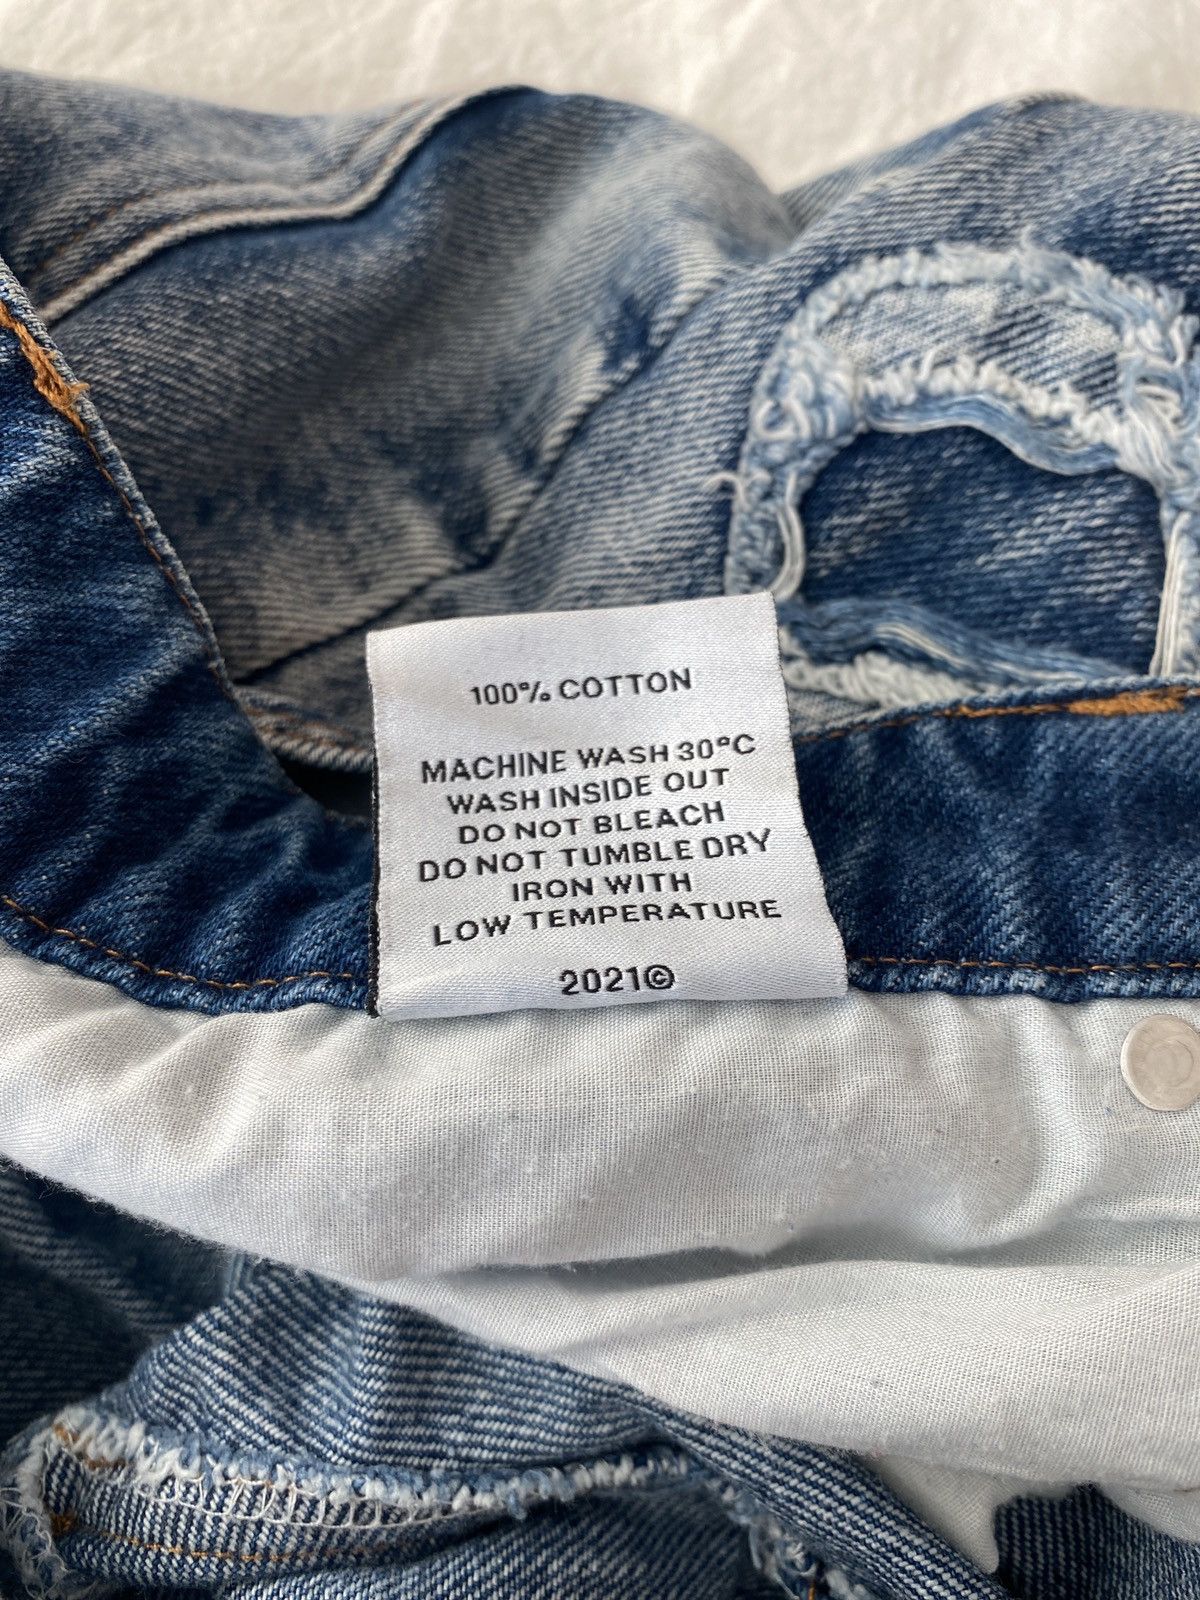 100% COTTON
MACHINE WASH 30°C
WASH INSIDE OUT
DO NOT BLEACH
DO NOT TUMBLE DRY
IRON WITH
LOW TEMPERATURE
2021©